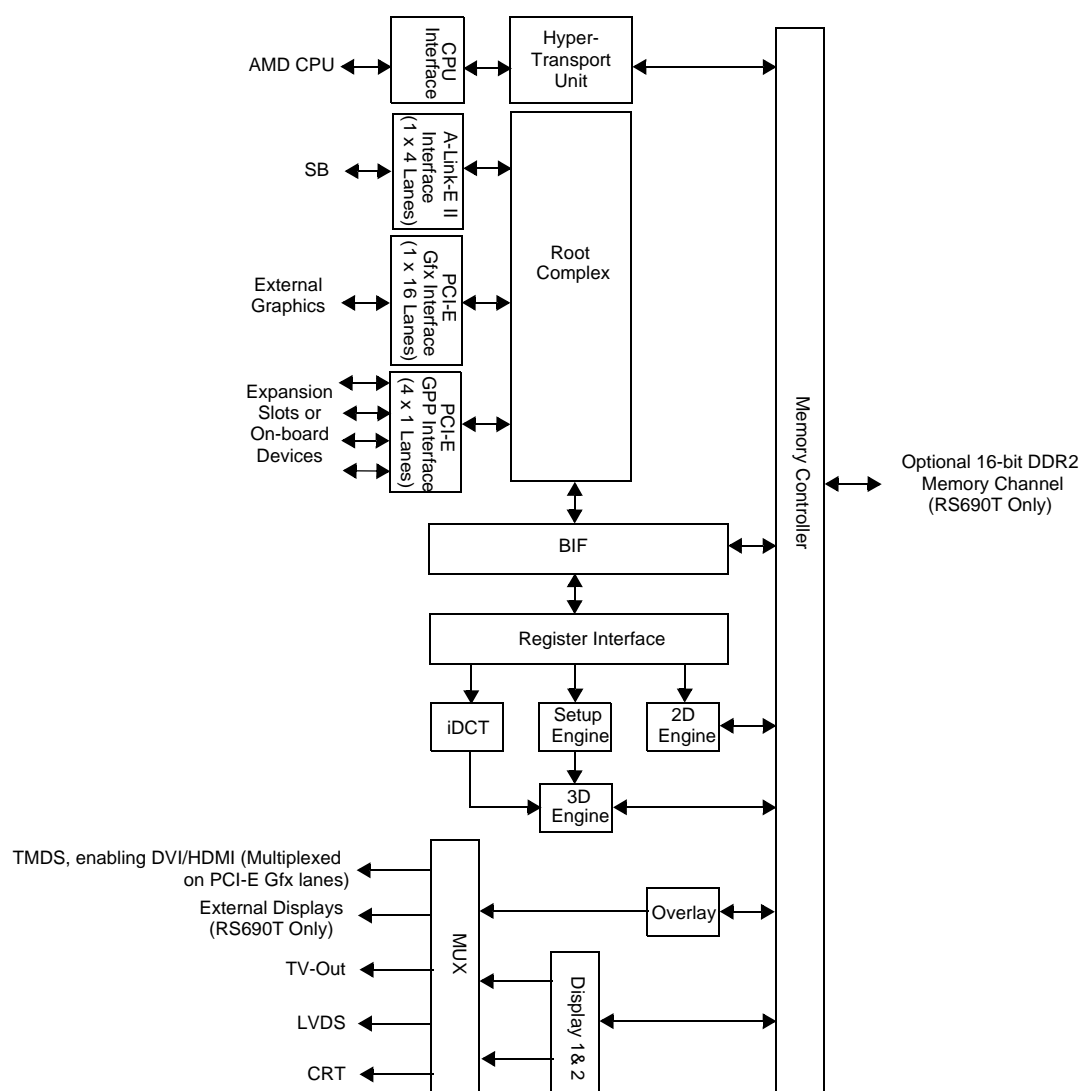 AMD CPU
CPU
Interface
Hyper-
Transport
Unit
SB
A-Link-E II
Interface
(1 x 4 Lanes)
Root
Complex
External
Graphics
PCI-E
Gfx Interface
(1 x 16 Lanes)
Expansion
Slots or
On-board
Devices
PCI-E
GPP Interface
(4 x 1 Lanes)
Memory Controller
Optional 16-bit DDR2
Memory Channel
(RS690T Only)
BIF
Register Interface
iDCT
Setup
Engine
2D
Engine
3D
Engine
TMDS, enabling DVI/HDMI (Multiplexed
on PCI-E Gfx lanes)
External Displays
(RS690T Only)
TV-Out
LVDS
CRT
MUX
Overlay
Display 1& 2